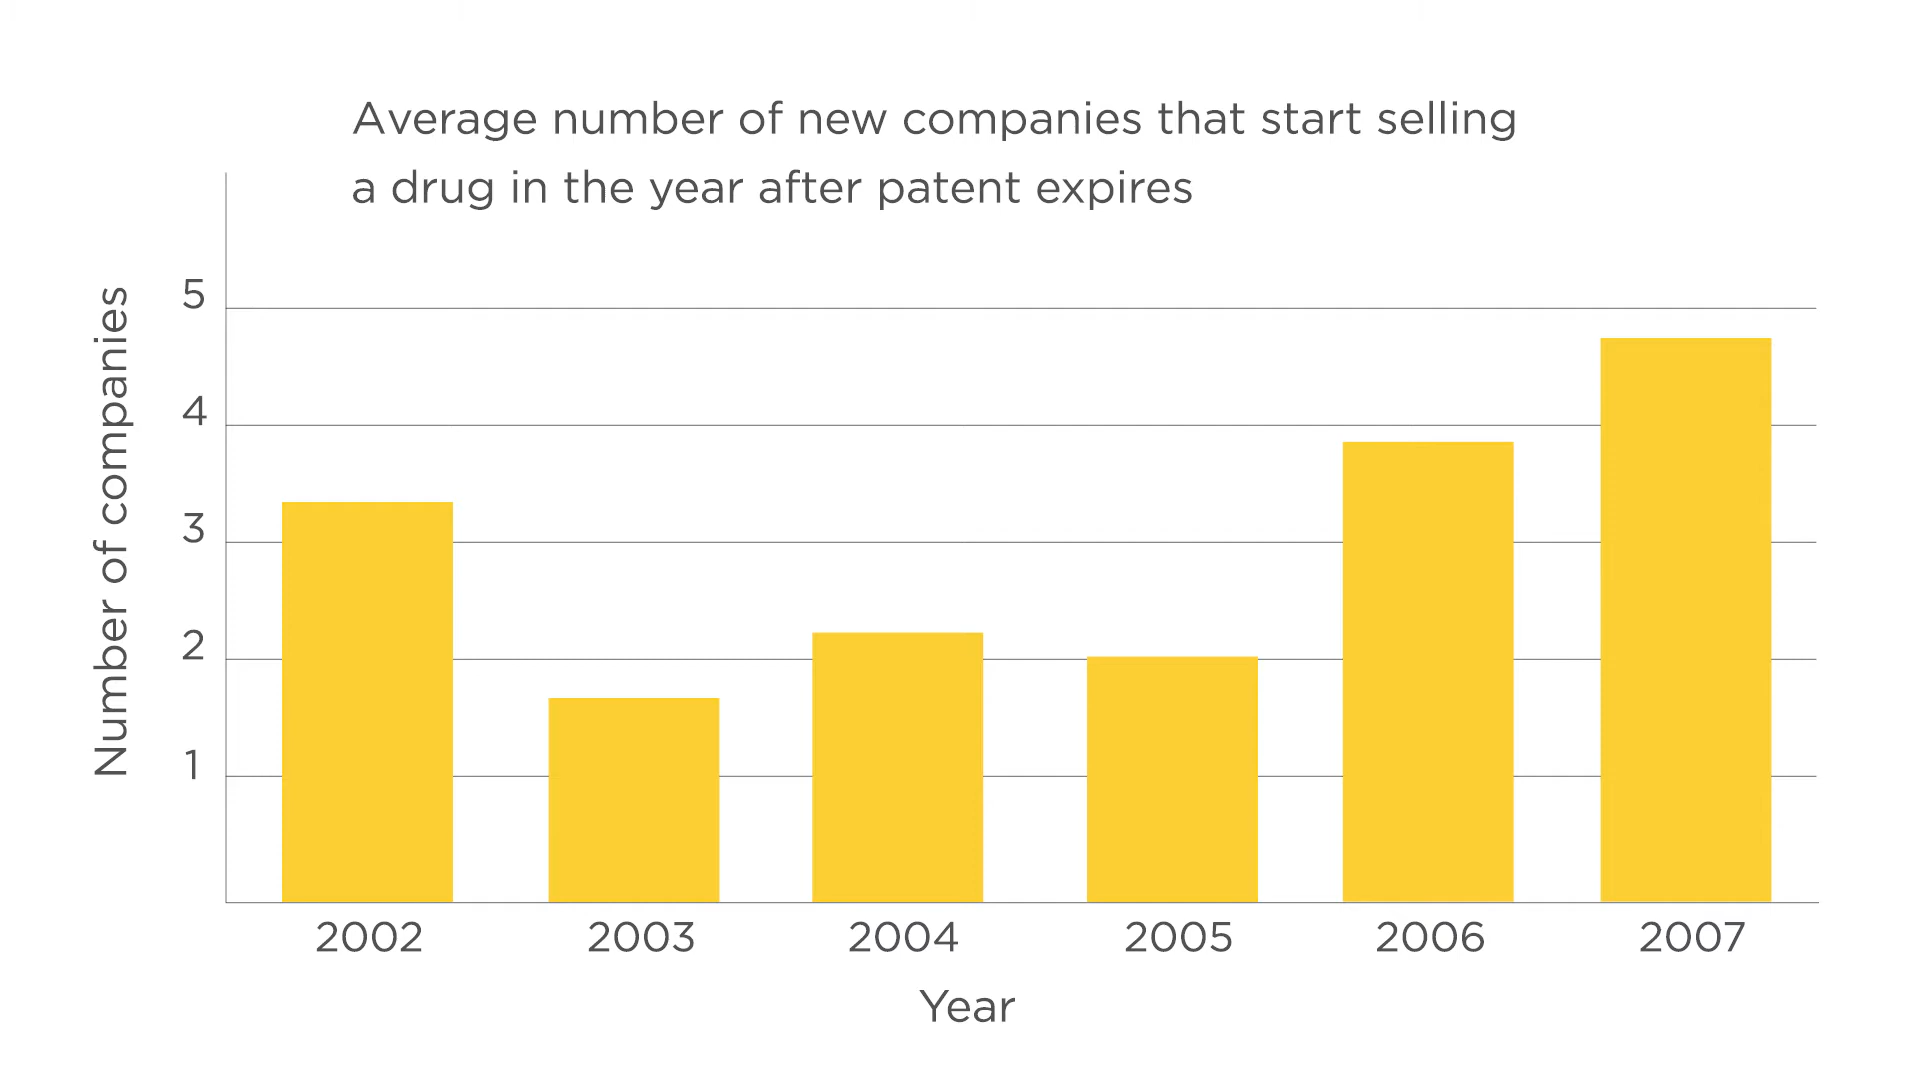 Average number of new companies that start selling
a drug in the year after patent expires
Number of companies
5
4
3
2
1
2002 2003 2004 2005 2006 2007
Year